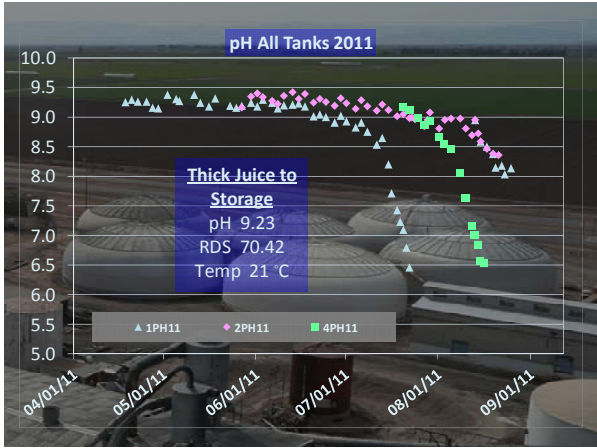 pH All Tanks 2011
10.0
9.5
9.0
8.5
8.0
7.5
7.0
6.5
6.0
5.5
5.0
Thick Juice to
Storage
pH 9.23
RDS 70.42
Temp 21 °C
1PH11 2PH11 4PH11
04/01/11 05/01/11 06/01/11 07/01/11 08/01/11 09/01/11